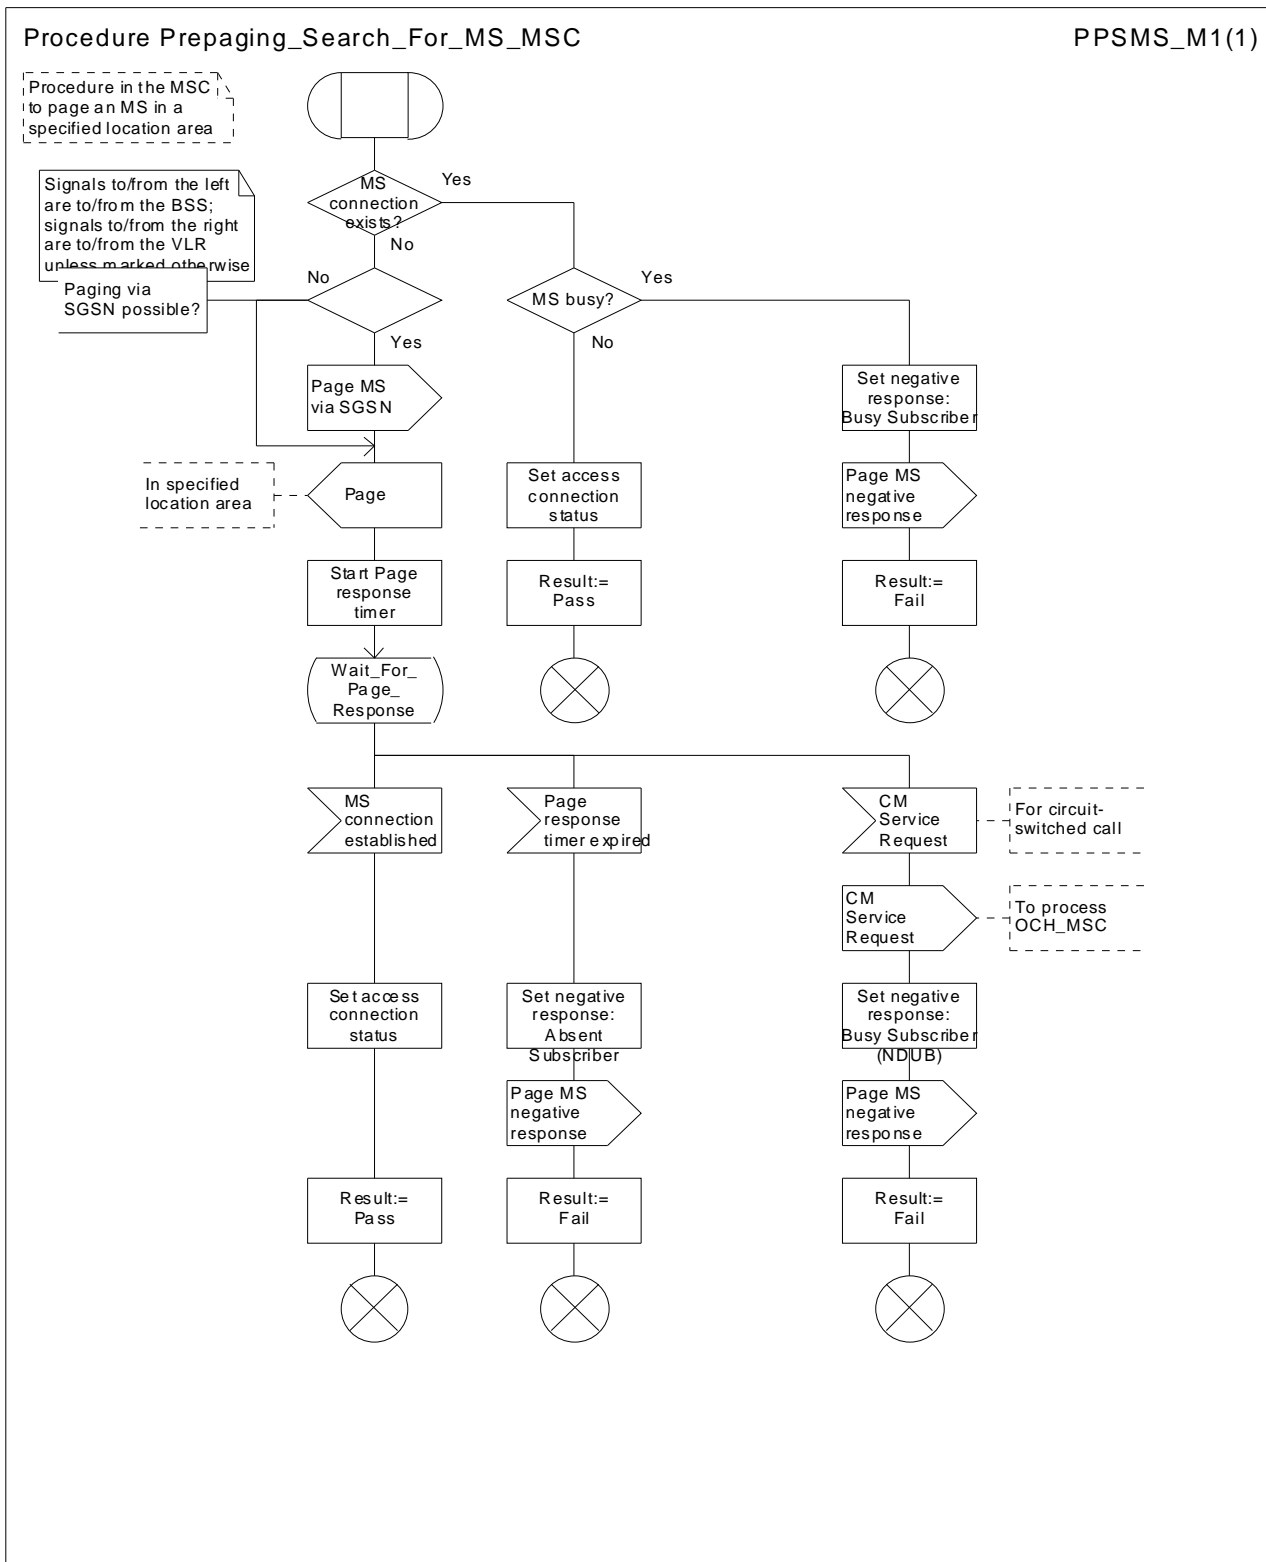 Procedure Prepaging_Search_For_MS_MSC
PPSMS_M1(1)
Procedure in the MSC
to page an MS in a
specified location area
Signals to/from the left
are to/from the BSS;
signals to/from the right
are to/from the VLR
unless marked otherwise
MS
connection
exists?
Yes
No
No
Paging via
SGSN possible?
Yes
MS busy?
Yes
No
Page MS
via SGSN
Set negative
response:
Busy Subscriber
In specified
location area
Page
Set access
connection
status
Page MS
negative
response
Start Page
response
timer
Result:=
Pass
Result:=
Fail
Wait_For_
Page_
Response
MS
connection
established
Page
response
timer expired
CM
Service
Request
For circuit-
switched call
CM
Service
Request
To process
OCH_MSC
Set access
connection
status
Set negative
response:
Absent
Subscriber
Set negative
response:
Busy Subscriber
(NDUB)
Page MS
negative
response
Page MS
negative
response
Result:=
Pass
Result:=
Fail
Result:=
Fail